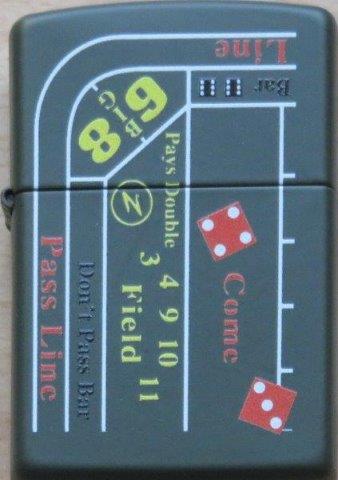 Line
Bar
6
BIG
8
Pays Double
2
3 4 9 10 11
Field
Come
Don't Pass Bar
Pass Line